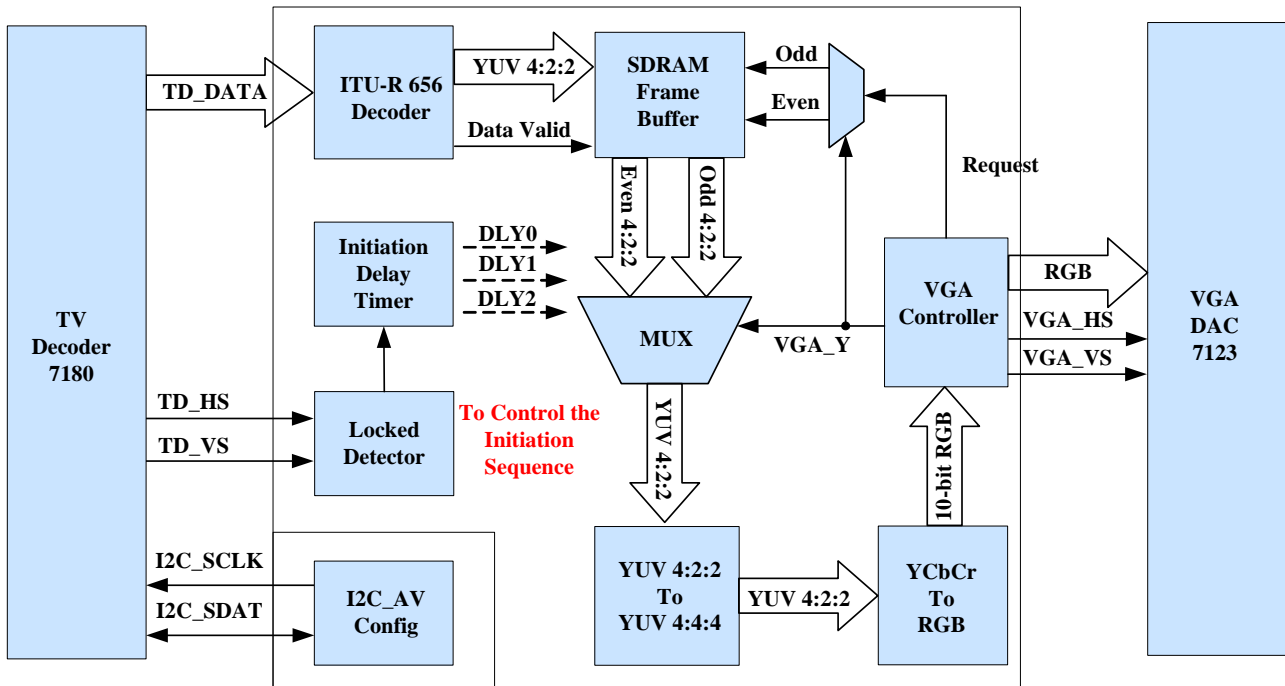 TV
Decoder
7180
TD_DATA
ITU-R 656
Decoder
YUV 4:2:2
Data Valid
SDRAM
Frame
Buffer
Odd
Even
Request
Even 4:2:2
Odd 4:2:2
Initiation
Delay
Timer
DLY0
DLY1
DLY2
MUX
VGA_Y
VGA
Controller
RGB
VGA_HS
VGA_VS
VGA
DAC
7123
TD_HS
TD_VS
Locked
Detector
To Control the
Initiation
Sequence
YUV 4:2:2
10-bit RGB
I2C_SCLK
I2C_SDAT
I2C_AV
Config
YUV 4:2:2
To
YUV 4:4:4
YUV 4:2:2
YCbCr
To
RGB